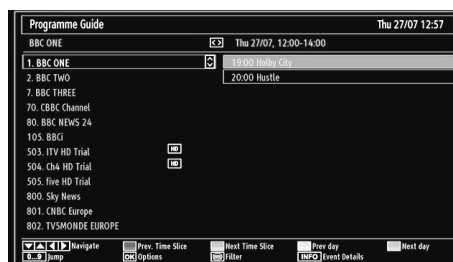 Programme Guide Thu 27/07 12:57
BBC ONE Thu 27/07, 12:00-14:00
1. BBC ONE 19:00 Holby City
2. BBC TWO 20:00 Hustle
7. BBC THREE
70. CBBC Channel
80. BBC NEWS 24
105. BBCi
503. ITV HD Trial HD
504. Ch4 HD Trial HD
505. five HD Trial
800. Sky News
801. CNBC Europe
802. TV5MONDE EUROPE
Navigate Prev. Time Slice Next Time Slice Prev day Next day
0...9 Jump OK Options Filter INFO Event Details